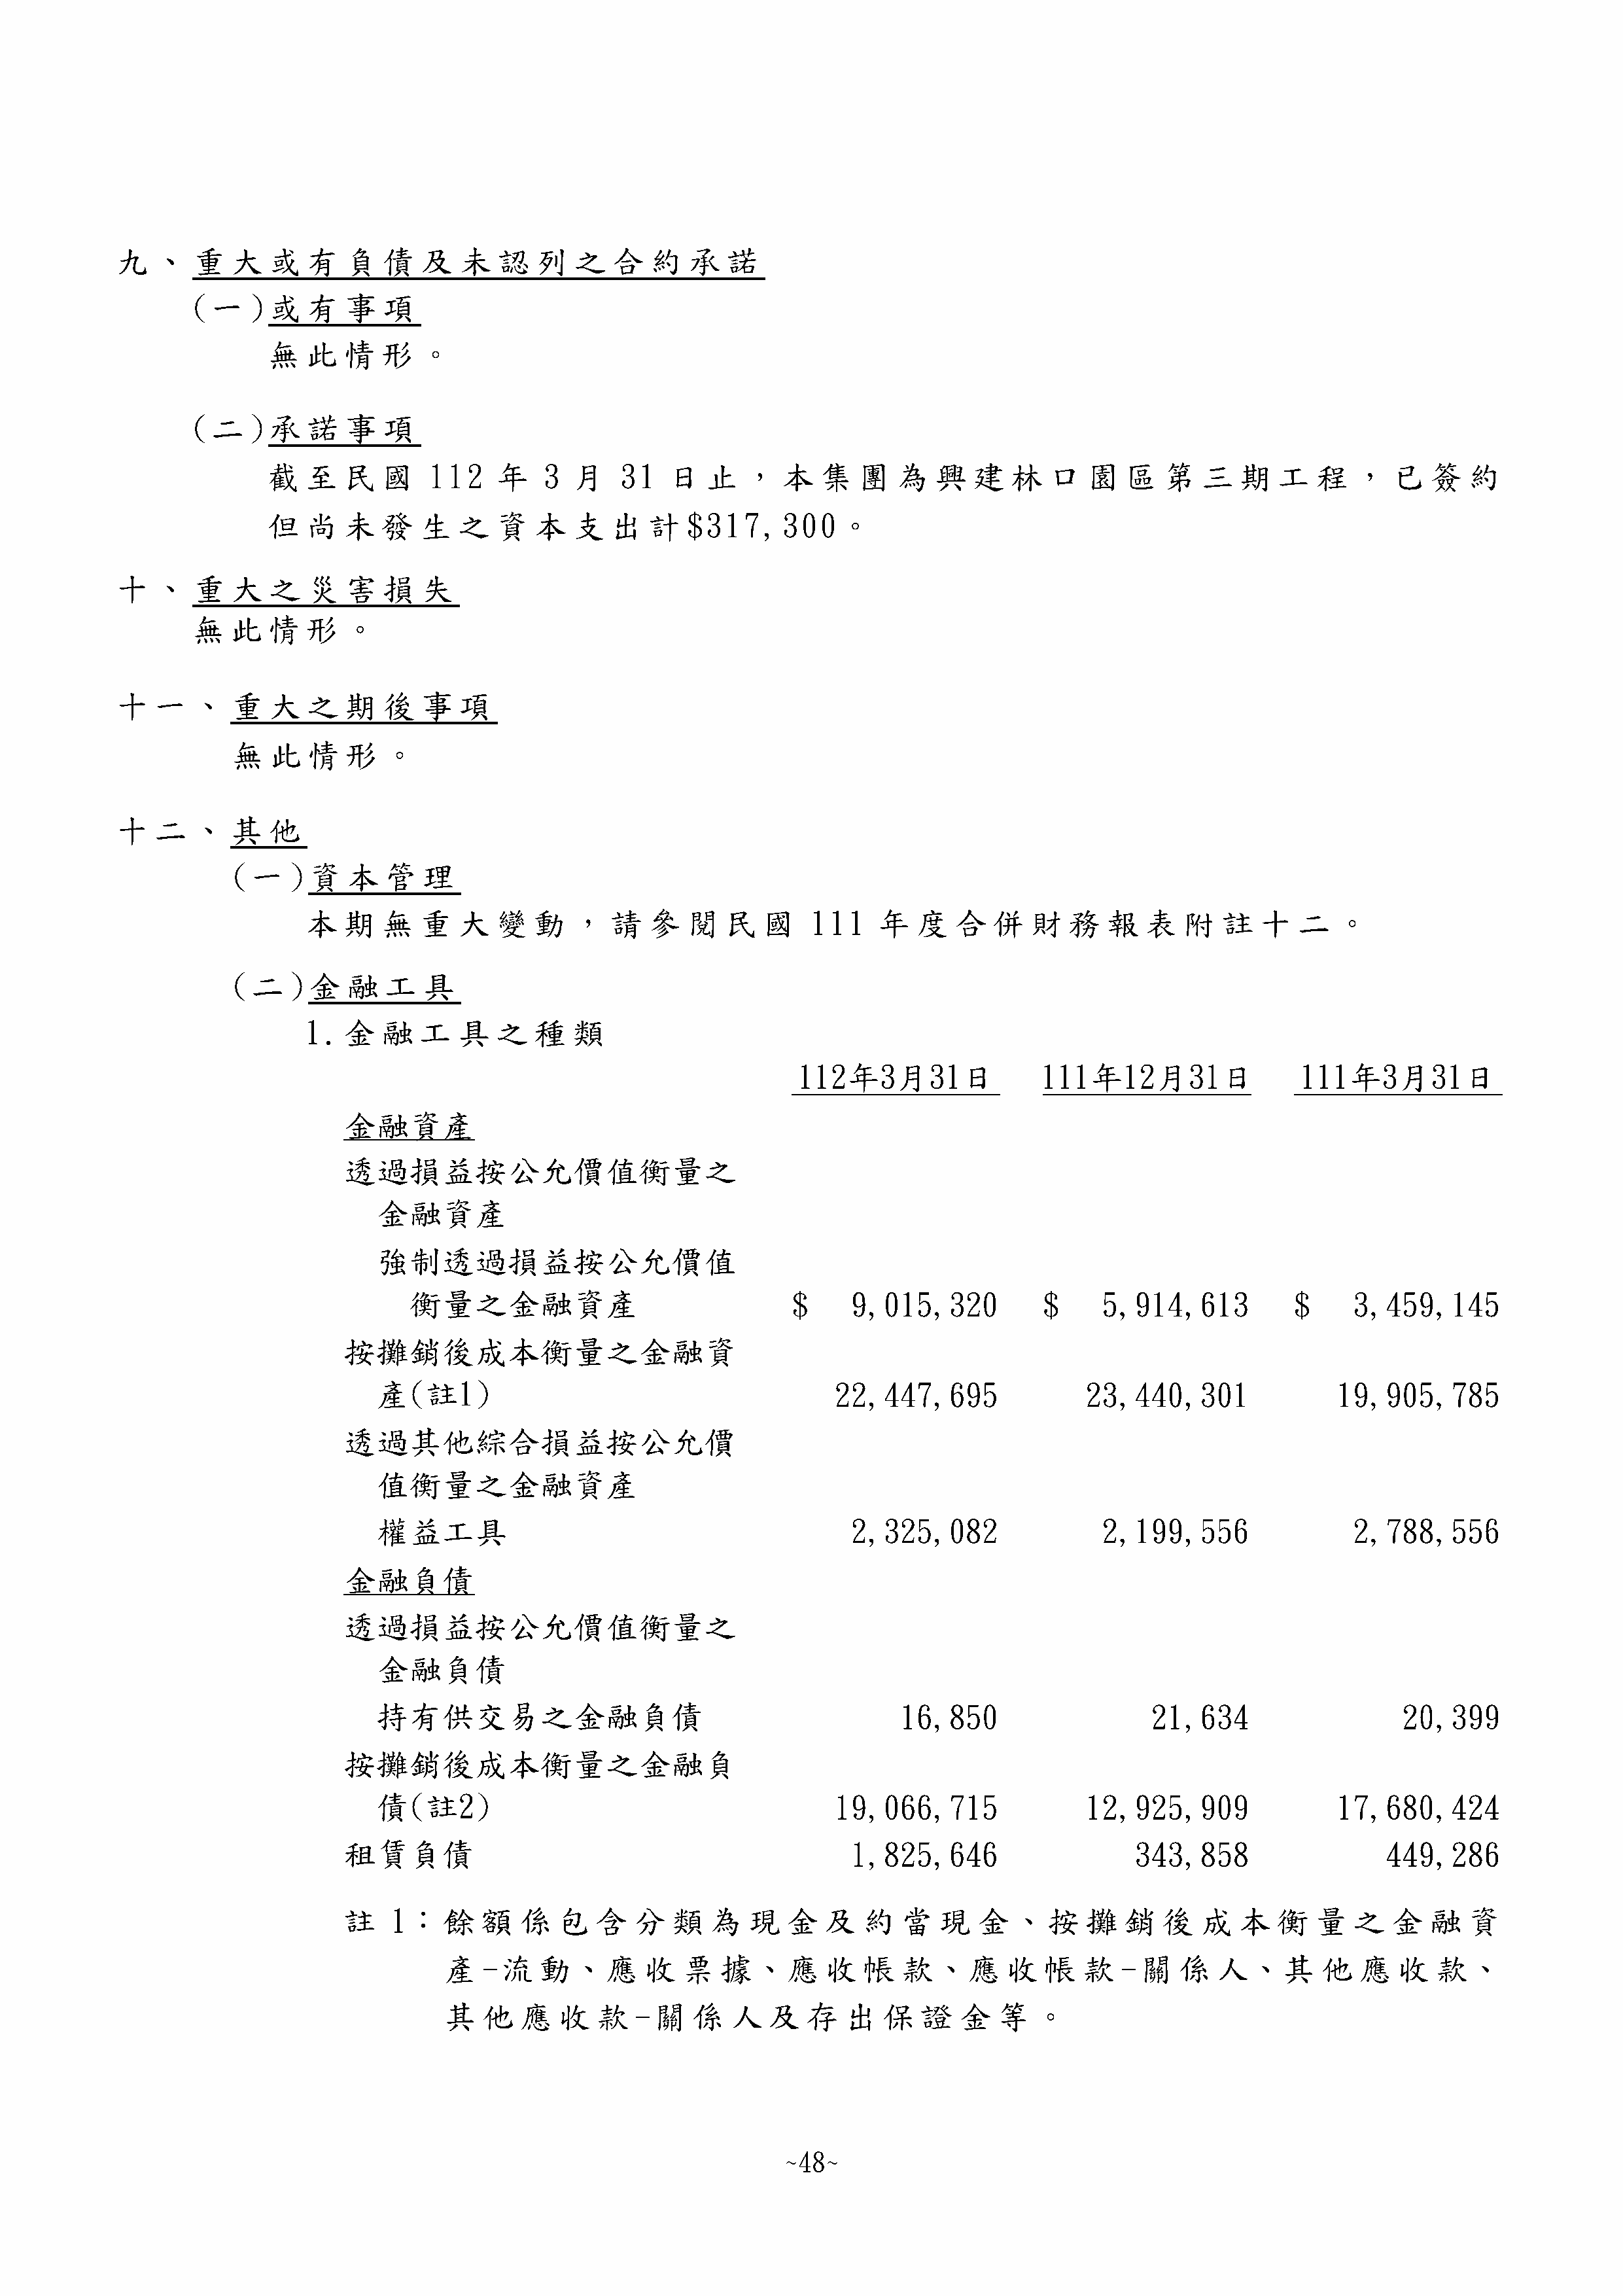 九、重大或有負債及未認列之合約承諾
(一)或有事項
無此情形。
(二)承諾事項
截至民國 112 年 3 月 31 日止，本集團為興建林口園區第三期工程，已簽約
但尚未發生之資本支出計$317,300。
十、重大之災害損失
無此情形。
十一、重大之期後事項
無此情形。
十二、其他
(一)資本管理
本期無重大變動，請參閱民國 111 年度合併財務報表附註十二。
(二)金融工具
1.金融工具之種類
112年3月31日 111年12月31日 111年3月31日
金融資產
透過損益按公允價值衡量之
金融資產
強制透過損益按公允價值
衡量之金融資產 $ 9,015,320 $ 5,914,613 $ 3,459,145
按攤銷後成本衡量之金融資
產(註1) 22,447,695 23,440,301 19,905,785
透過其他綜合損益按公允價
值衡量之金融資產
權益工具 2,325,082 2,199,556 2,788,556
金融負債
透過損益按公允價值衡量之
金融負債
持有供交易之金融負債 16,850 21,634 20,399
按攤銷後成本衡量之金融負
債(註2) 19,066,715 12,925,909 17,680,424
租賃負債 1,825,646 343,858 449,286
註 1：餘額係包含分類為現金及約當現金、按攤銷後成本衡量之金融資
產-流動、應收票據、應收帳款、應收帳款-關係人、其他應收款、
其他應收款-關係人及存出保證金等。
~48~